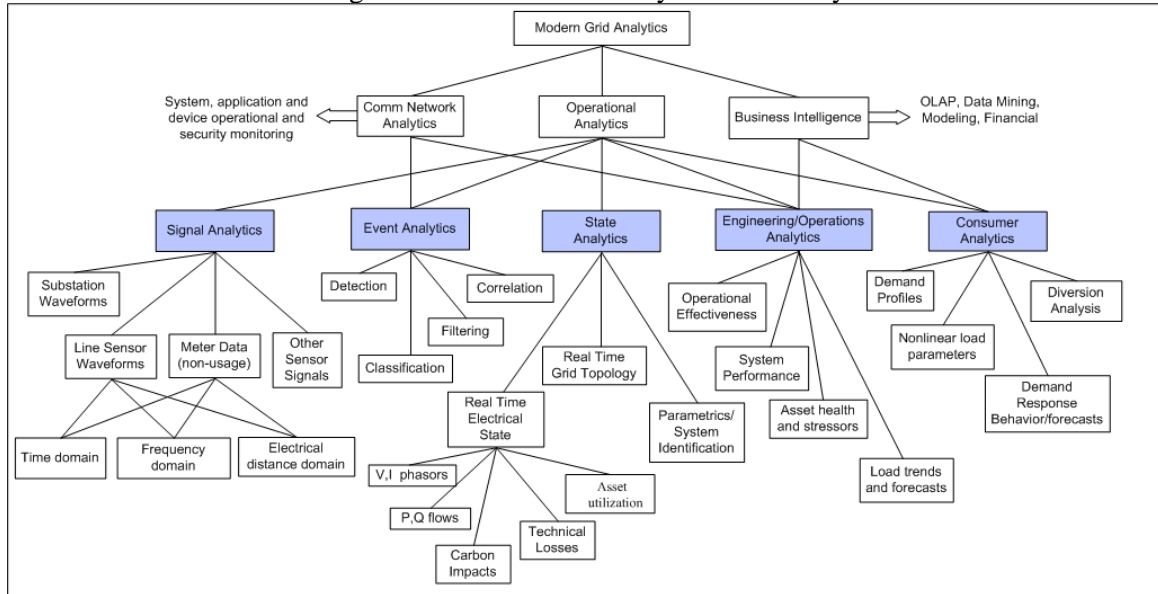 Modern Grid Analytics
System, application and
device operational and
security monitoring
Comm Network
Analytics
Operational
Analytics
Business Intelligence
OLAP, Data Mining,
Modeling, Financial
Signal Analytics
Event Analytics
State
Analytics
Engineering/Operations
Analytics
Consumer
Analytics
Substation
Waveforms
Line Sensor
Waveforms
Meter Data
(non-usage)
Other
Sensor
Signals
Time domain
Frequency
domain
Electrical
distance domain
Detection
Correlation
Filtering
Classification
Real Time
Grid Topology
Real Time
Electrical
State
Parametrics/
System
Identification
V,I phasors
P,Q flows
Carbon
Impacts
Technical
Losses
Asset
utilization
Operational
Effectiveness
System
Performance
Asset health
and stressors
Load trends
and forecasts
Demand
Profiles
Nonlinear load
parameters
Diversion
Analysis
Demand
Response
Behavior/forecasts